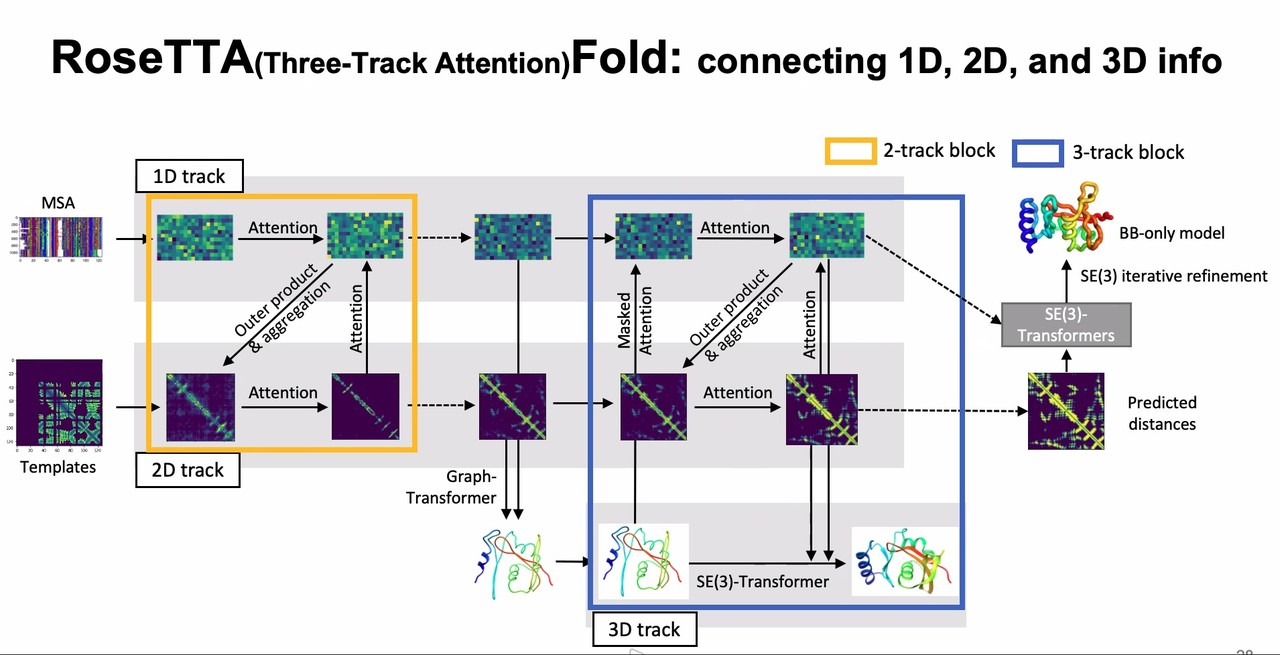 RoseTTA(Three-Track Attention)Fold: connecting 1D, 2D, and 3D info
2-track block
3-track block
1D track
MSA
Attention
Attention
BB-only model
Outer product
& aggregation
Attention
Masked
Attention
Outer product
& aggregation
Attention
SE(3) iterative refinement
SE(3)-
Transformers
Attention
Attention
Predicted
distances
Templates
2D track
Graph-
Transformer
SE(3)-Transformer
3D track